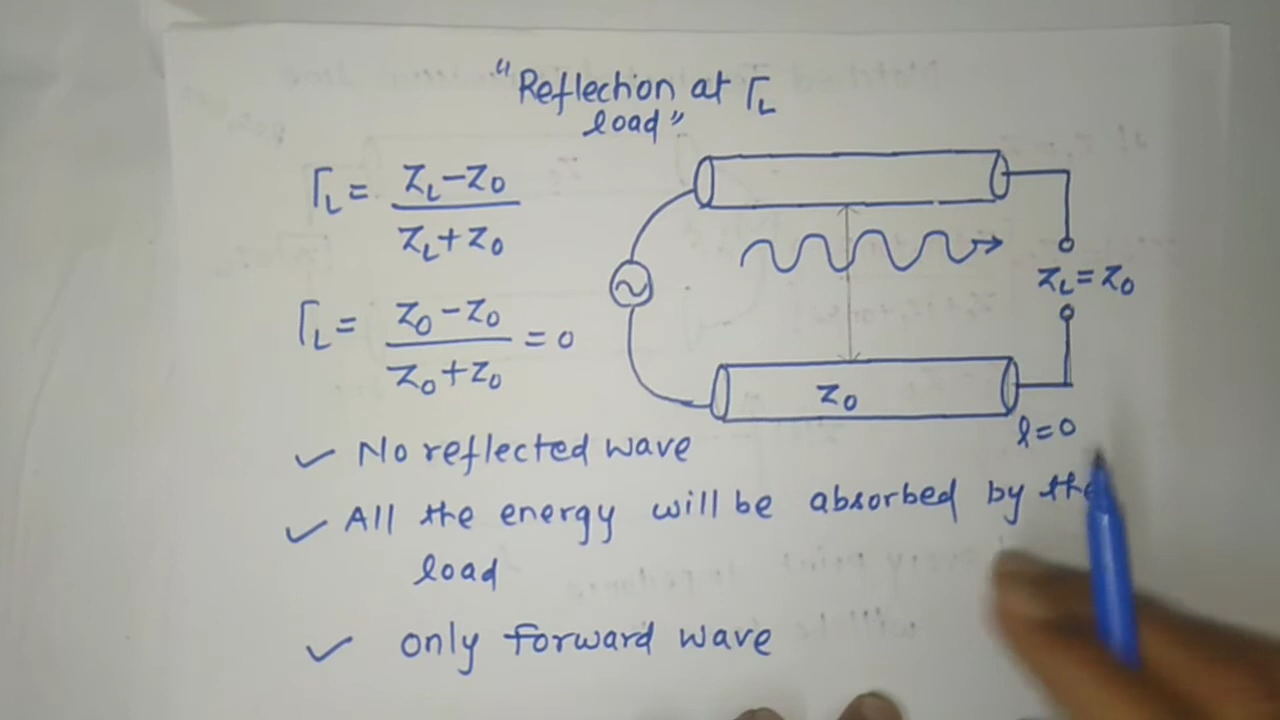 "Reflection at ΓL
load"
ΓL = ZL-Z0
ZL+Z0
ΓL = Z0-Z0 = 0
Z0+Z0
ZL=Z0
Z0
l=0
✓ No reflected wave
✓ All the energy will be absorbed by the
load
✓ only forward wave